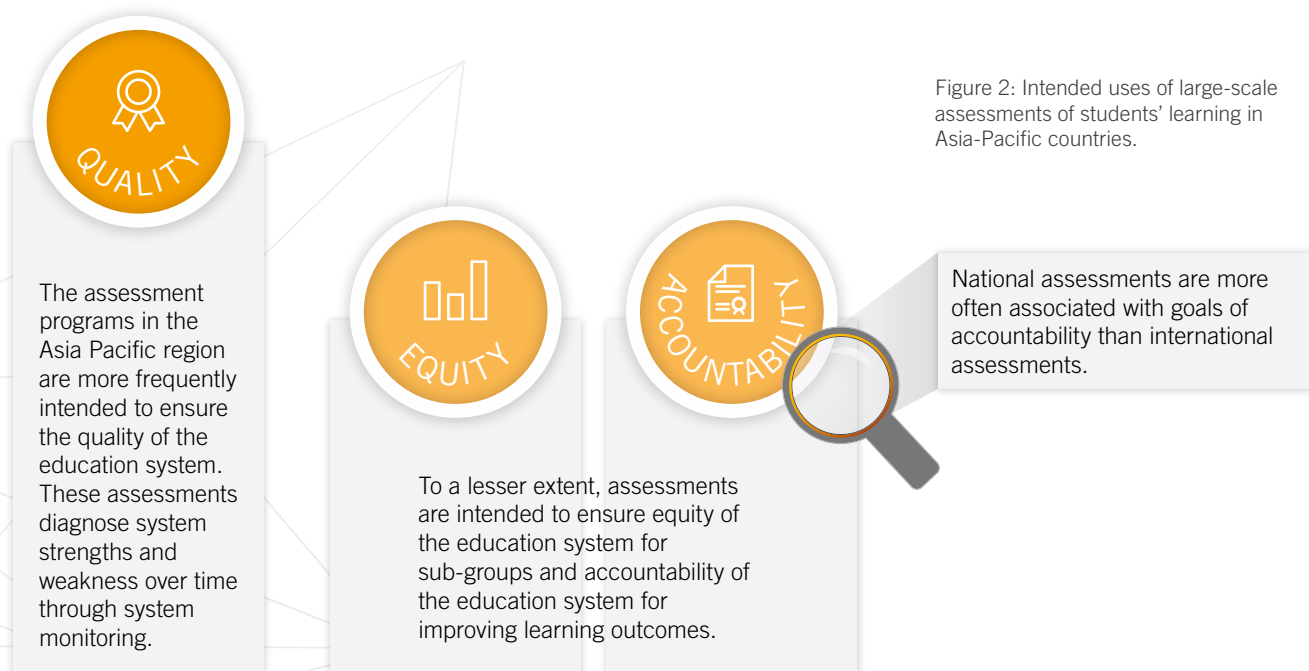 QUALITY
The assessment
programs in the
Asia Pacific region
are more frequently
intended to ensure
the quality of the
education system.
These assessments
diagnose system
strengths and
weakness over time
through system
monitoring.
EQUITY
ACCOUNTABILITY
To a lesser extent, assessments
are intended to ensure equity of
the education system for
sub-groups and accountability of
the education system for
improving learning outcomes.
Figure 2: Intended uses of large-scale
assessments of students’ learning in
Asia-Pacific countries.
National assessments are more
often associated with goals of
accountability than international
assessments.